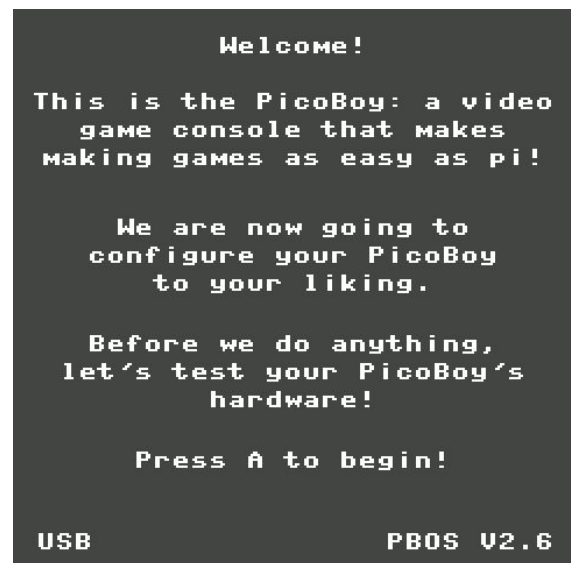 Welcome!
This is the PicoBoy: a video
game console that makes
making games as easy as pi!
We are now going to
configure your PicoBoy
to your liking.
Before we do anything,
let's test your PicoBoy's
hardware!
Press A to begin!
USB PBOS V2.6